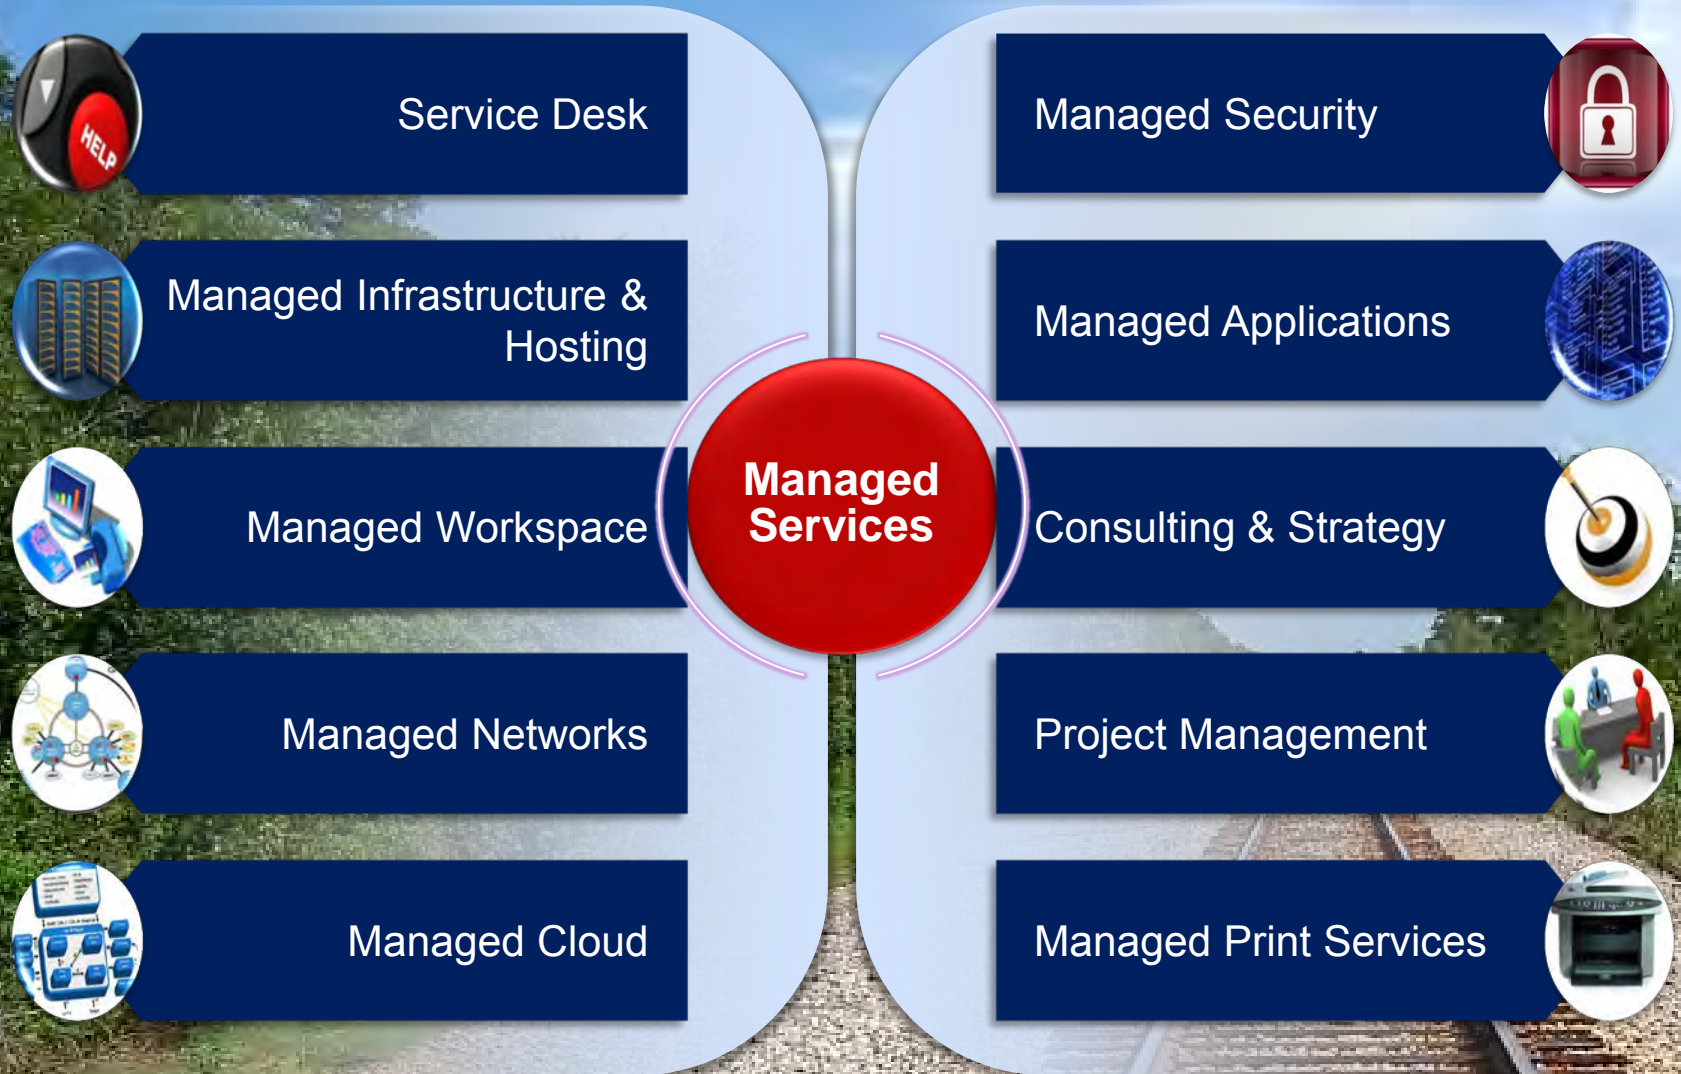 Service Desk
HELP
Managed Infrastructure &
Hosting
Managed Workspace
Managed Networks
Managed Cloud
Managed
Services
Managed Security
Managed Applications
Consulting & Strategy
Project Management
Managed Print Services